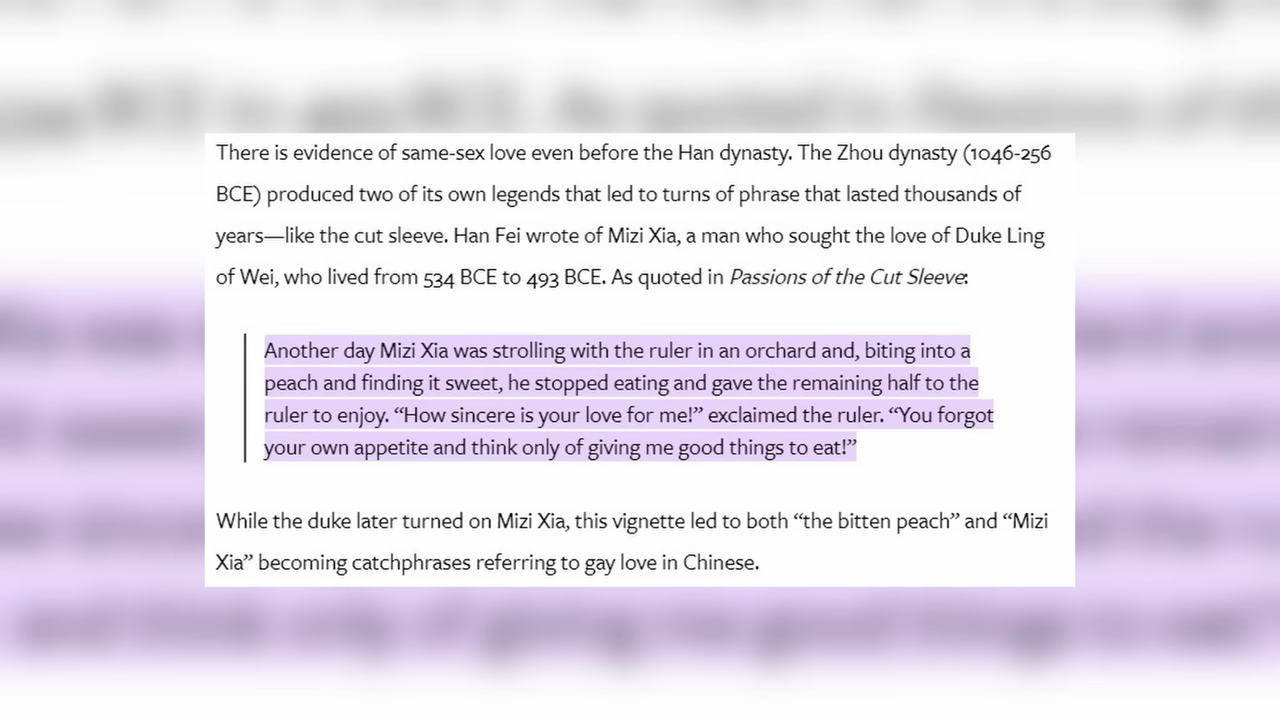 There is evidence of same-sex love even before the Han dynasty. The Zhou dynasty (1046-256
BCE) produced two of its own legends that led to turns of phrase that lasted thousands of
years—like the cut sleeve. Han Fei wrote of Mizi Xia, a man who sought the love of Duke Ling
of Wei, who lived from 534 BCE to 493 BCE. As quoted in Passions of the Cut Sleeve:
Another day Mizi Xia was strolling with the ruler in an orchard and, biting into a
peach and finding it sweet, he stopped eating and gave the remaining half to the
ruler to enjoy. “How sincere is your love for me!” exclaimed the ruler. “You forgot
your own appetite and think only of giving me good things to eat!”
While the duke later turned on Mizi Xia, this vignette led to both “the bitten peach” and “Mizi
Xia” becoming catchphrases referring to gay love in Chinese.